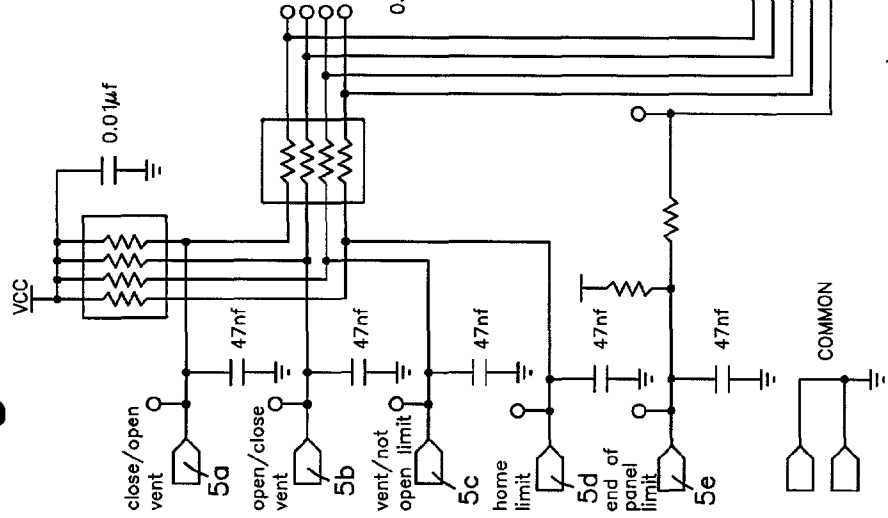 0.
0.01µf
VCC
47nf
47nf
47nf
47nf
47nf
close/open
vent
5a
open/close
vent
5b
vent/not
open limit
5c
home
limit
5d
end of
panel
limit
5e
COMMON